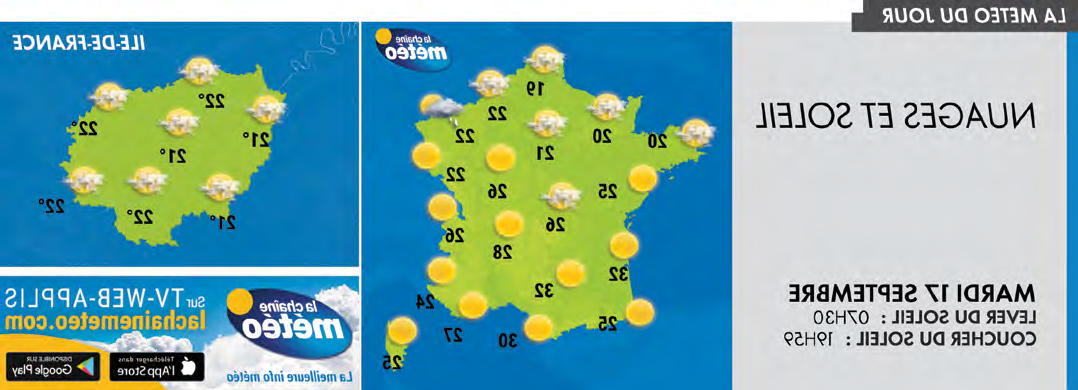 LA METEO DU JOUR
NUAGES ET SOLEIL
MARDI 17 SEPTEMBRE
LEVER DU SOLEIL : 07H30
COUCHER DU SOLEIL : 19H59
la chaîne
météo
19
22
20 20 22
21
22
25 26
26 26
28
32
32 24
25 27
30
25
ILE-DE-FRANCE
22°
21° 22°
21°
21° 22° 22°
la chaîne
météo
sur TV-WEB-APPLIS
lachainemeteo.com
La meilleure info météo
Télécharger dans
l'App Store
DISPONIBLE SUR
Google Play